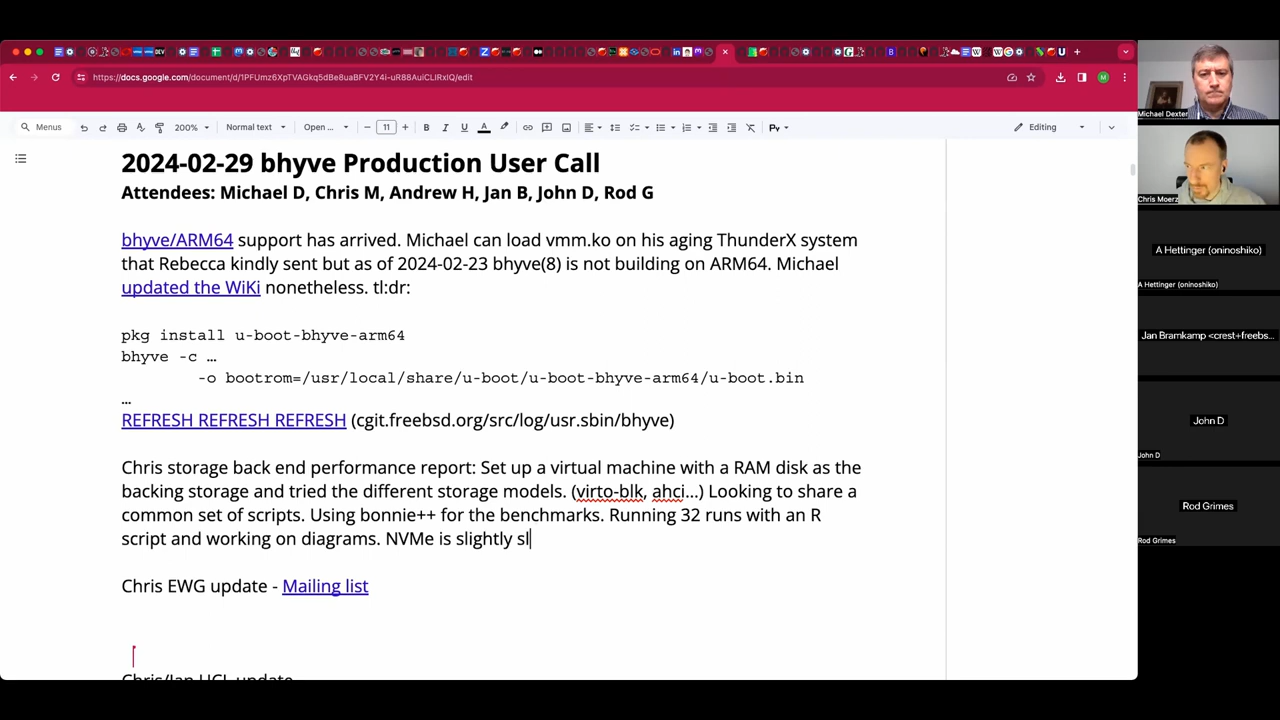 https://docs.google.com/document/d/1PFUmz6XpTVAGkq5dBe8uaBFV2Y4i-uR88AuiCLIRxIQ/edit
Menus 200% Normal text Open ... 11 Editing
2024-02-29 bhyve Production User Call
Attendees: Michael D, Chris M, Andrew H, Jan B, John D, Rod G
bhyve/ARM64 support has arrived. Michael can load vmm.ko on his aging ThunderX system
that Rebecca kindly sent but as of 2024-02-23 bhyve(8) is not building on ARM64. Michael
updated the WiKi nonetheless. tl:dr:
pkg install u-boot-bhyve-arm64
bhyve -c …
-o bootrom=/usr/local/share/u-boot/u-boot-bhyve-arm64/u-boot.bin
…
REFRESH REFRESH REFRESH (cgit.freebsd.org/src/log/usr.sbin/bhyve)
Chris storage back end performance report: Set up a virtual machine with a RAM disk as the
backing storage and tried the different storage models. (virto-blk, ahci…) Looking to share a
common set of scripts. Using bonnie++ for the benchmarks. Running 32 runs with an R
script and working on diagrams. NVMe is slightly sl
Chris EWG update - Mailing list
Chris/Jan UCL update
Michael Dexter
Chris Moerz
A Hettinger (oninoshiko)
A Hettinger (oninoshiko)
Jan Bramkamp <crest+freebs...
John D
John D
Rod Grimes
Rod Grimes